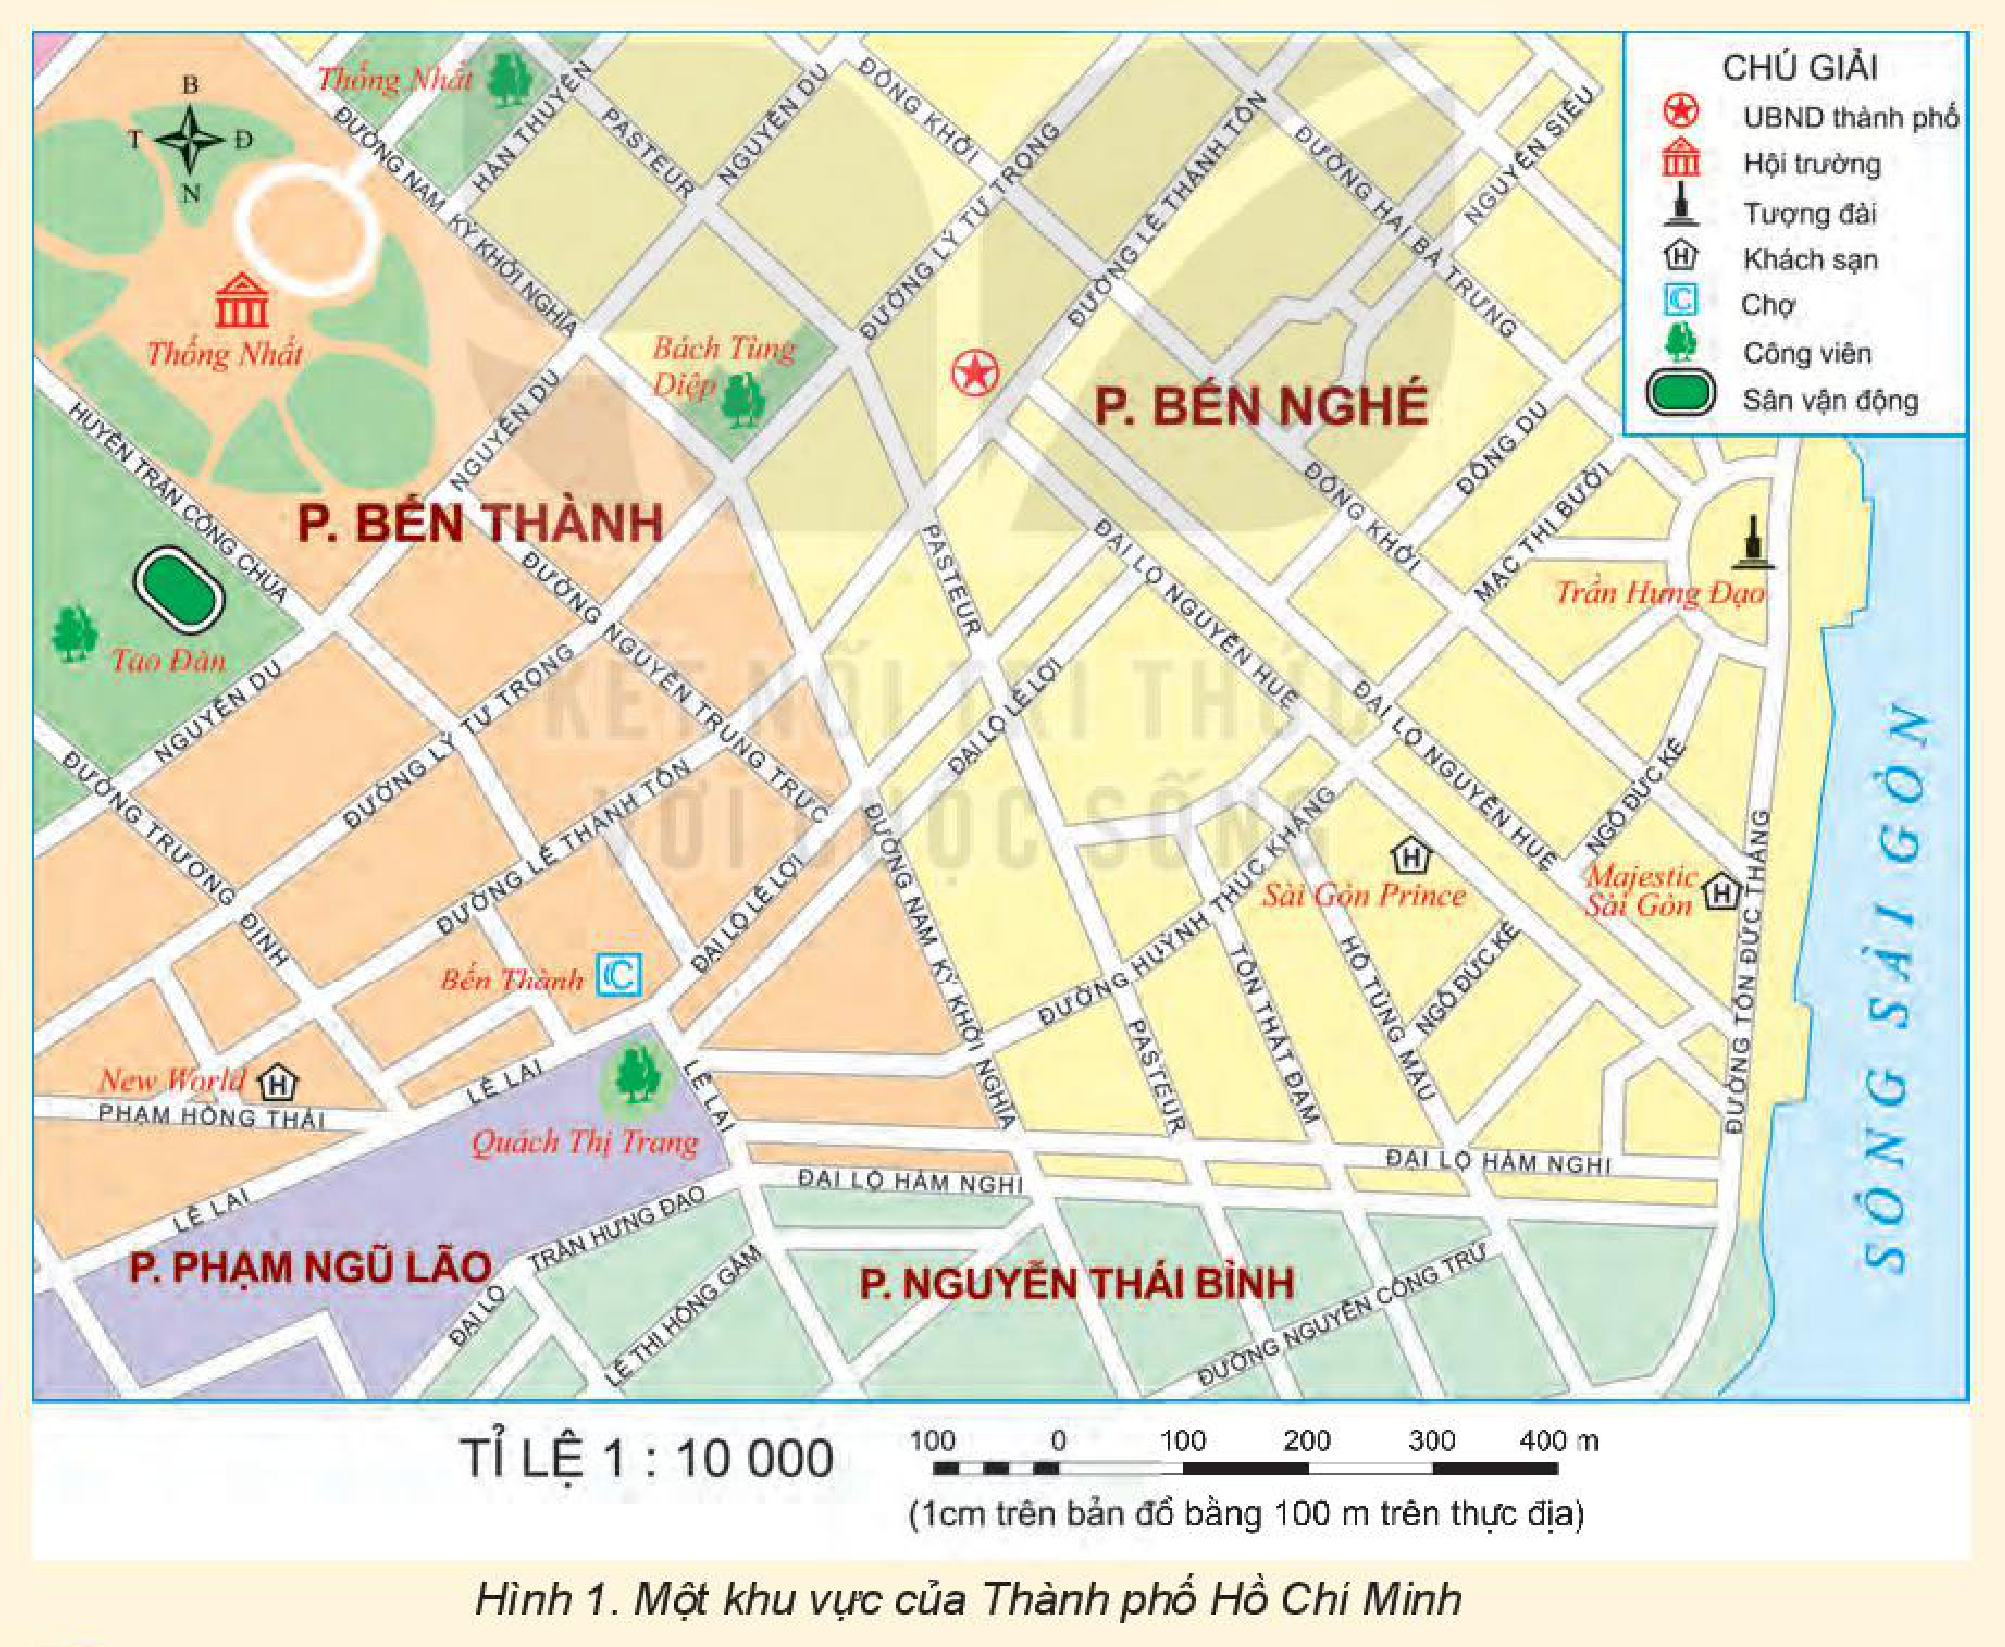 CHÚ GIẢI
UBND thành phố
Hội trường
Tượng đài
Khách sạn
Chợ
Công viên
Sân vận động
B
T
Đ
N
Thống Nhất
HÀN THUYÊN
PASTEUR
NGUYỄN DU
ĐỒNG KHỞI
ĐƯỜNG LÝ TỰ TRỌNG
ĐƯỜNG LÊ THÁNH TÔN
ĐƯỜNG HAI BÀ TRƯNG
NGUYỄN SIÊU
ĐƯỜNG NAM KỲ KHỞI NGHĨA
Thống Nhất
Bách Tùng
Diệp
P. BẾN NGHÉ
HUYỀN TRÂN CÔNG CHÚA
NGUYỄN DU
P. BẾN THÀNH
ĐỒNG KHỞI
ĐÔNG DU
MẠC THỊ BƯỞI
Trần Hưng Đạo
Tao Đàn
NGUYỄN DU
ĐƯỜNG NGUYỄN TRUNG TRỰC
PASTEUR
ĐẠI LỘ NGUYỄN HUỆ
ĐẠI LỘ NGUYỄN HUỆ
KẾT NỐI TRI THỨC
VỚI CUỘC SỐNG
ĐƯỜNG LÝ TỰ TRỌNG
ĐẠI LỘ LÊ LỢI
ĐƯỜNG TRƯƠNG ĐỊNH
ĐƯỜNG LÊ THÁNH TÔN
ĐẠI LỘ LÊ LỢI
ĐƯỜNG NAM KỲ KHỞI NGHĨA
ĐƯỜNG HUỲNH THÚC KHÁNG
Sài Gòn Prince
NGÔ ĐỨC KẾ
Majestic
Sài Gòn
ĐƯỜNG TÔN ĐỨC THẮNG
SÔNG SÀI GÒN
Bến Thành
TÔN THẤT ĐẠM
HỒ TÙNG MẬU
NGÔ ĐỨC KẾ
PASTEUR
New World
PHẠM HỒNG THÁI
LÊ LAI
LÊ LAI
Quách Thị Trang
ĐẠI LỘ HÀM NGHI
ĐẠI LỘ HÀM NGHI
LÊ LAI
P. PHẠM NGŨ LÃO
ĐẠI LỘ TRẦN HƯNG ĐẠO
LÊ THỊ HỒNG GẤM
P. NGUYỄN THÁI BÌNH
ĐƯỜNG NGUYỄN CÔNG TRỨ
TỈ LỆ 1 : 10 000
100 0 100 200 300 400 m
(1cm trên bản đồ bằng 100 m trên thực địa)
Hình 1. Một khu vực của Thành phố Hồ Chí Minh